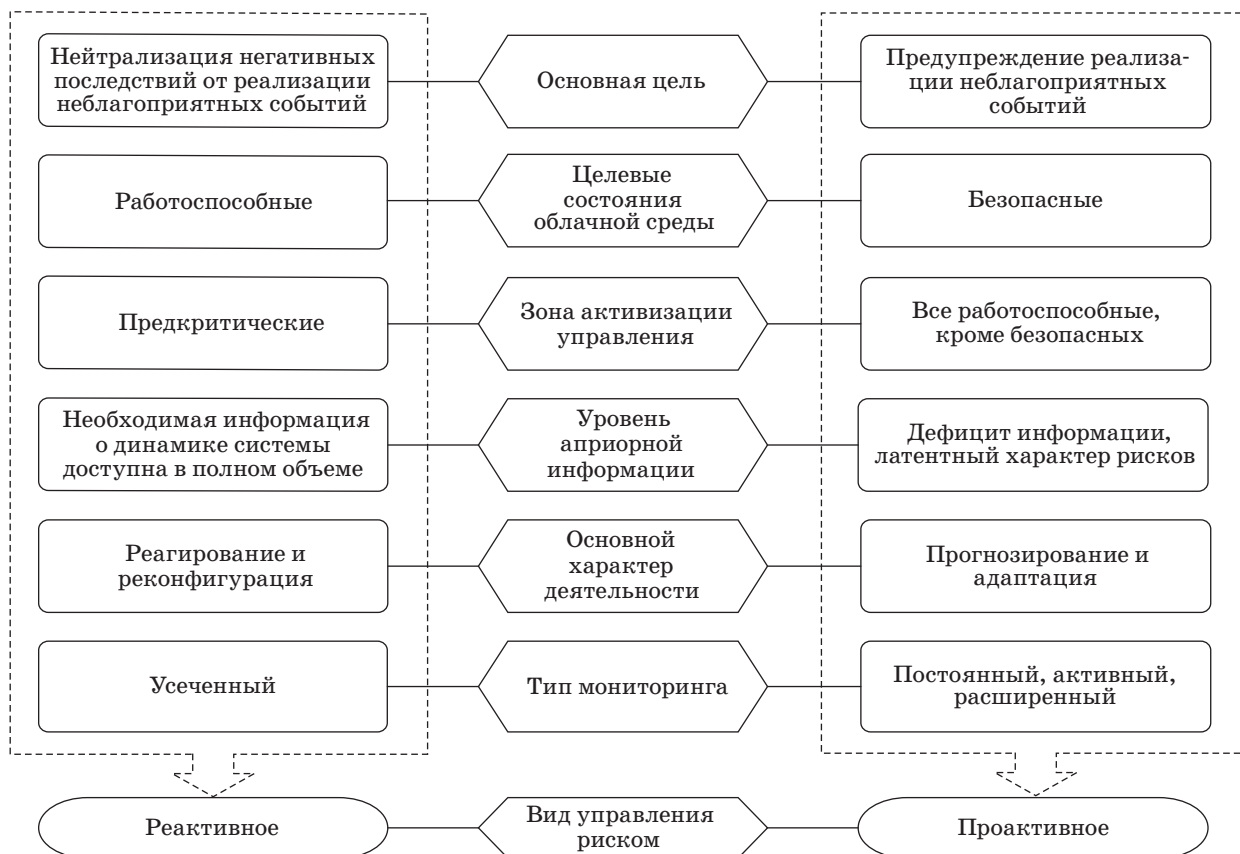 Нейтрализация негативных
последствий от реализации
неблагоприятных событий
Основная цель
Предупреждение реализа-
ции неблагоприятных
событий
Работоспособные
Целевые
состояния
облачной среды
Безопасные
Предкритические
Зона активизации
управления
Все работоспособные,
кроме безопасных
Необходимая информация
о динамике системы
доступна в полном объеме
Уровень
априорной
информации
Дефицит информации,
латентный характер рисков
Реагирование и
реконфигурация
Основной
характер
деятельности
Прогнозирование и
адаптация
Усеченный
Тип мониторинга
Постоянный, активный,
расширенный
Реактивное
Вид управления
риском
Проактивное